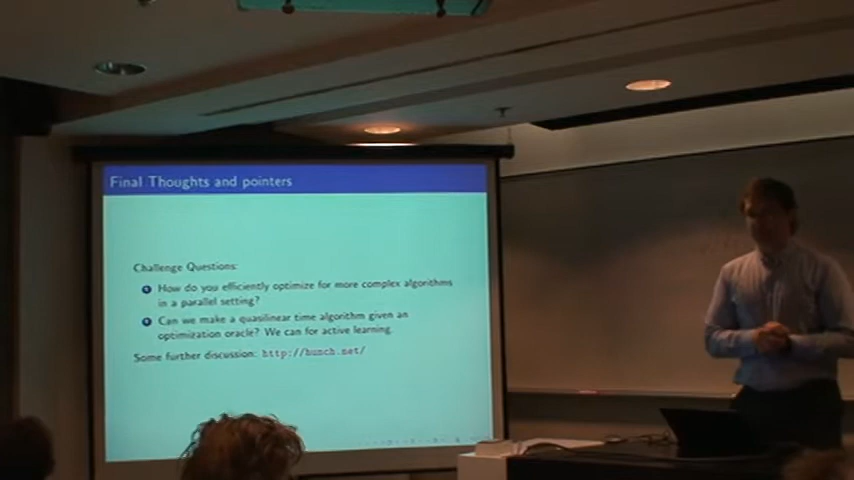 Final Thoughts and pointers
Challenge Questions:
1 How do you efficiently optimize for more complex algorithms
in a parallel setting?
2 Can we make a quasilinear time algorithm given an
optimization oracle? We can for active learning.
Some further discussion: http://hunch.net/